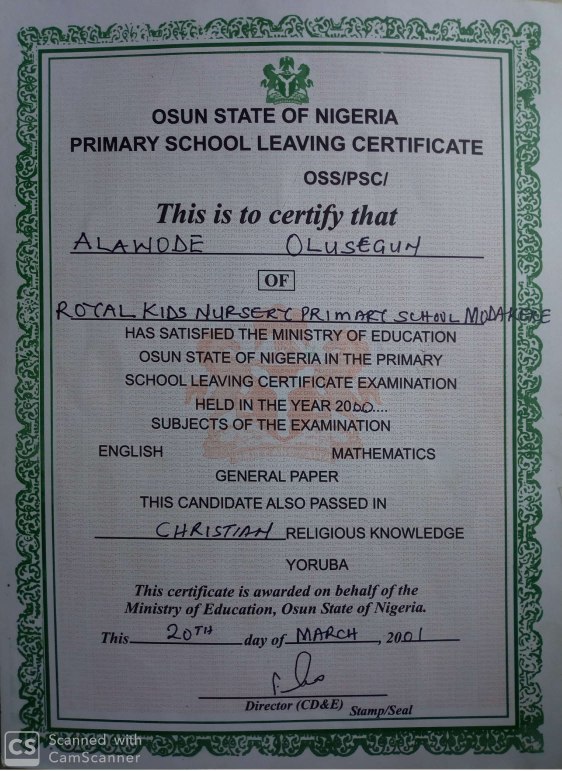 OSUN STATE OF NIGERIA
PRIMARY SCHOOL LEAVING CERTIFICATE
OSS/PSC/
This is to certify that
ALAWODE OLUSEGUN
OF
ROYAL KIDS NURSERY PRIMARY SCHOOL MODAKEKE
HAS SATISFIED THE MINISTRY OF EDUCATION
OSUN STATE OF NIGERIA IN THE PRIMARY
SCHOOL LEAVING CERTIFICATE EXAMINATION
HELD IN THE YEAR 2000....
SUBJECTS OF THE EXAMINATION
ENGLISH MATHEMATICS
GENERAL PAPER
THIS CANDIDATE ALSO PASSED IN
CHRISTIAN RELIGIOUS KNOWLEDGE
YORUBA
This certificate is awarded on behalf of the
Ministry of Education, Osun State of Nigeria.
This 20TH day of MARCH, 2001
Director (CD&E) Stamp/Seal
CS Scanned with
CamScanner